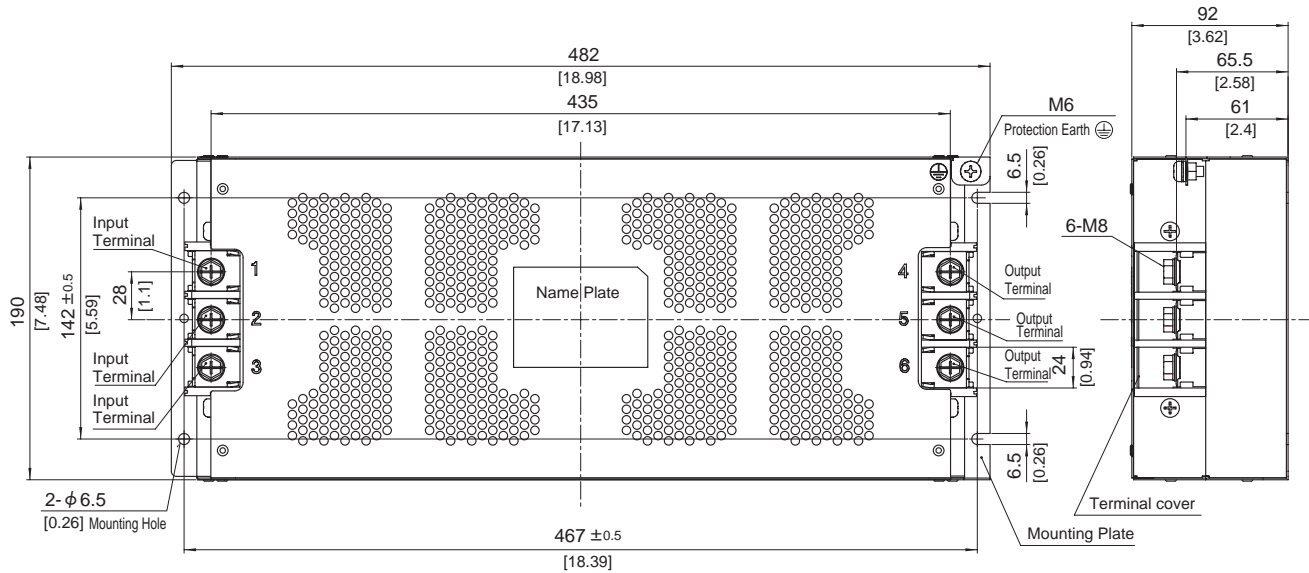 92
[3.62]
482
[18.98]
65.5
[2.58]
435
[17.13]
M6
Protection Earth
61
[2.4]
6.5
[0.26]
Input
Terminal
1
4
Output
Terminal
6-M8
190
[7.48]
142 ±0.5
[5.59]
28
[1.1]
Name Plate
2
5
Output
Terminal
Input
Terminal
3
6
Output
Terminal
24
[0.94]
Input
Terminal
6.5
[0.26]
2-ϕ6.5
[0.26] Mounting Hole
Terminal cover
467 ±0.5
[18.39]
Mounting Plate